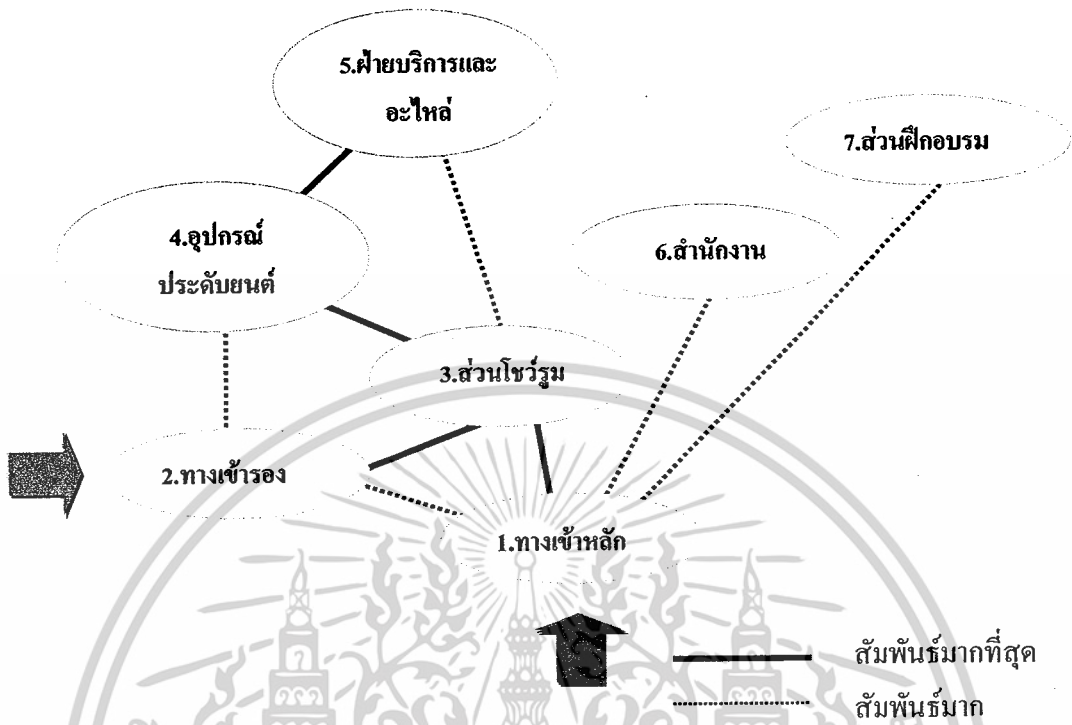 5.ฝ่ายบริการและ
อะไหล่
7.ส่วนฝึกอบรม
4.อุปกรณ์
ประดับยนต์
6.สำนักงาน
3.ส่วนโชว์รูม
2.ทางเข้ารอง
1.ทางเข้าหลัก
สัมพันธ์มากที่สุด
สัมพันธ์มาก